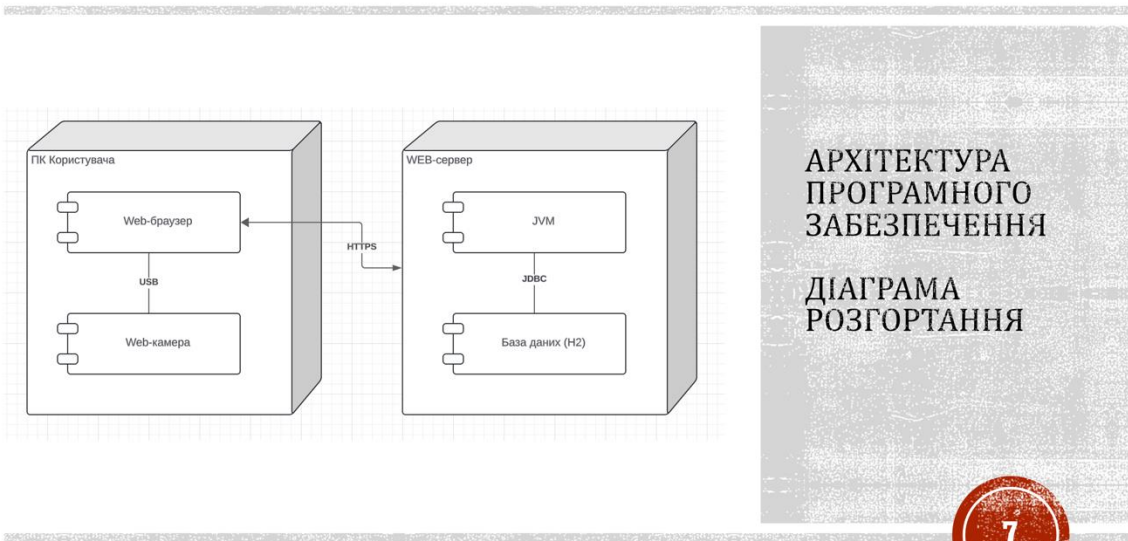 ПК Користувача
Web-браузер
USB
Web-камера
HTTPS
WEB-сервер
JVM
JDBC
База даних (H2)
АРХІТЕКТУРА
ПРОГРАМНОГО
ЗАБЕЗПЕЧЕННЯ
ДІАГРАМА
РОЗГОРТАННЯ
7